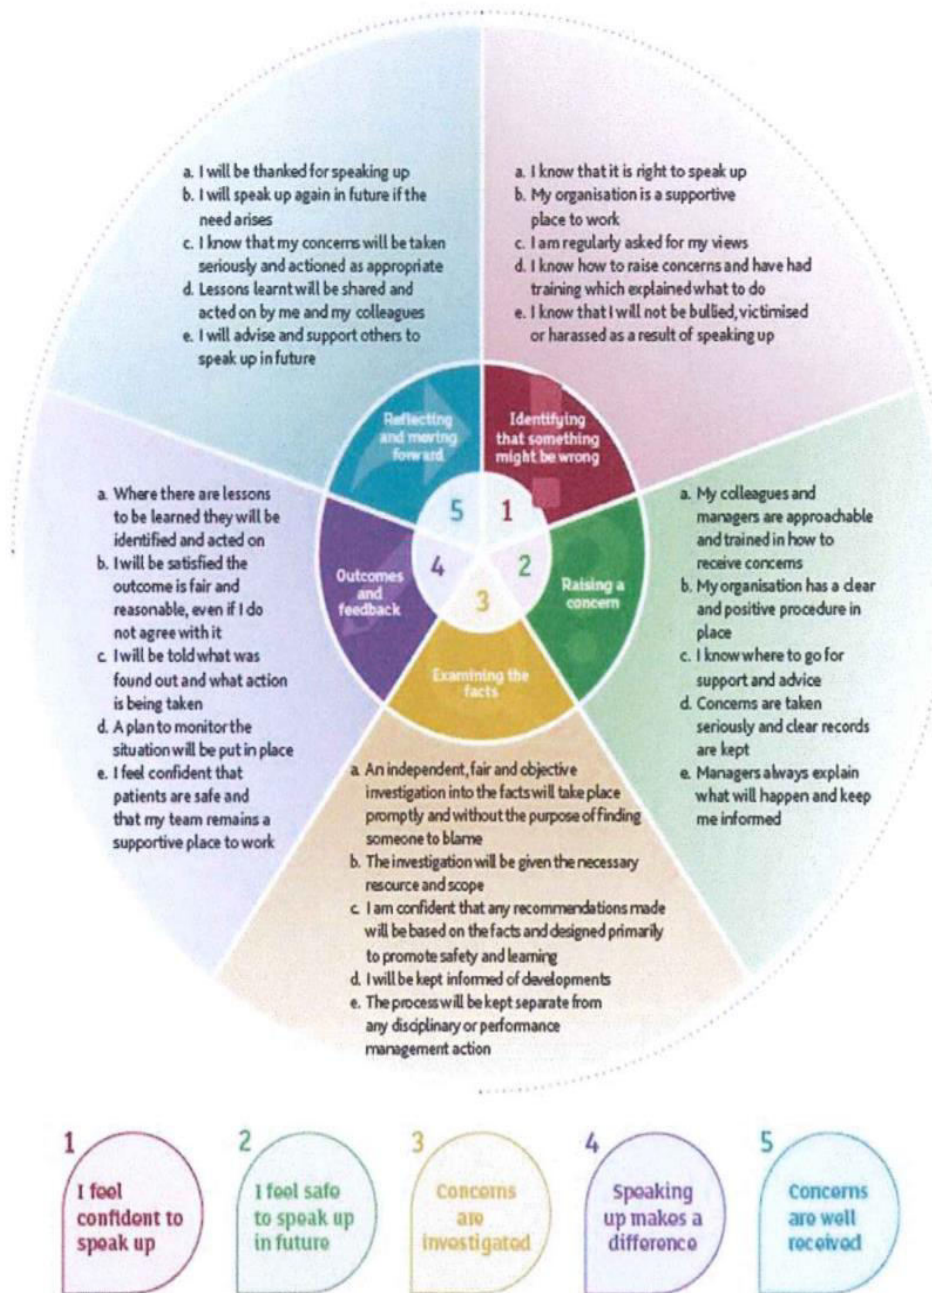 a. I will be thanked for speaking up
b. I will speak up again in future if the
need arises
c. I know that my concerns will be taken
seriously and actioned as appropriate
d. Lessons learnt will be shared and
acted on by me and my colleagues
e. I will advise and support others to
speak up in future
a. I know that it is right to speak up
b. My organisation is a supportive
place to work
c. I am regularly asked for my views
d. I know how to raise concerns and have had
training which explained what to do
e. I know that I will not be bullied, victimised
or harassed as a result of speaking up
Reflecting
and moving
forward
Identifying
that something
might be wrong
5
1
4
2
3
Outcomes
and
feedback
Raising a
concern
Examining the
facts
a. Where there are lessons
to be learned they will be
identified and acted on
b. I will be satisfied the
outcome is fair and
reasonable, even if I do
not agree with it
c. I will be told what was
found out and what action
is being taken
d. A plan to monitor the
situation will be put in place
e. I feel confident that
patients are safe and
that my team remains a
supportive place to work
a. My colleagues and
managers are approachable
and trained in how to
receive concerns
b. My organisation has a clear
and positive procedure in
place
c. I know where to go for
support and advice
d. Concerns are taken
seriously and clear records
are kept
e. Managers always explain
what will happen and keep
me informed
a. An independent, fair and objective
investigation into the facts will take place
promptly and without the purpose of finding
someone to blame
b. The investigation will be given the necessary
resource and scope
c. I am confident that any recommendations made
will be based on the facts and designed primarily
to promote safety and learning
d. I will be kept informed of developments
e. The process will be kept separate from
any disciplinary or performance
management action
1
I feel
confident to
speak up
2
I feel safe
to speak up
in future
3
Concerns
are
investigated
4
Speaking
up makes a
difference
5
Concerns
are well
received